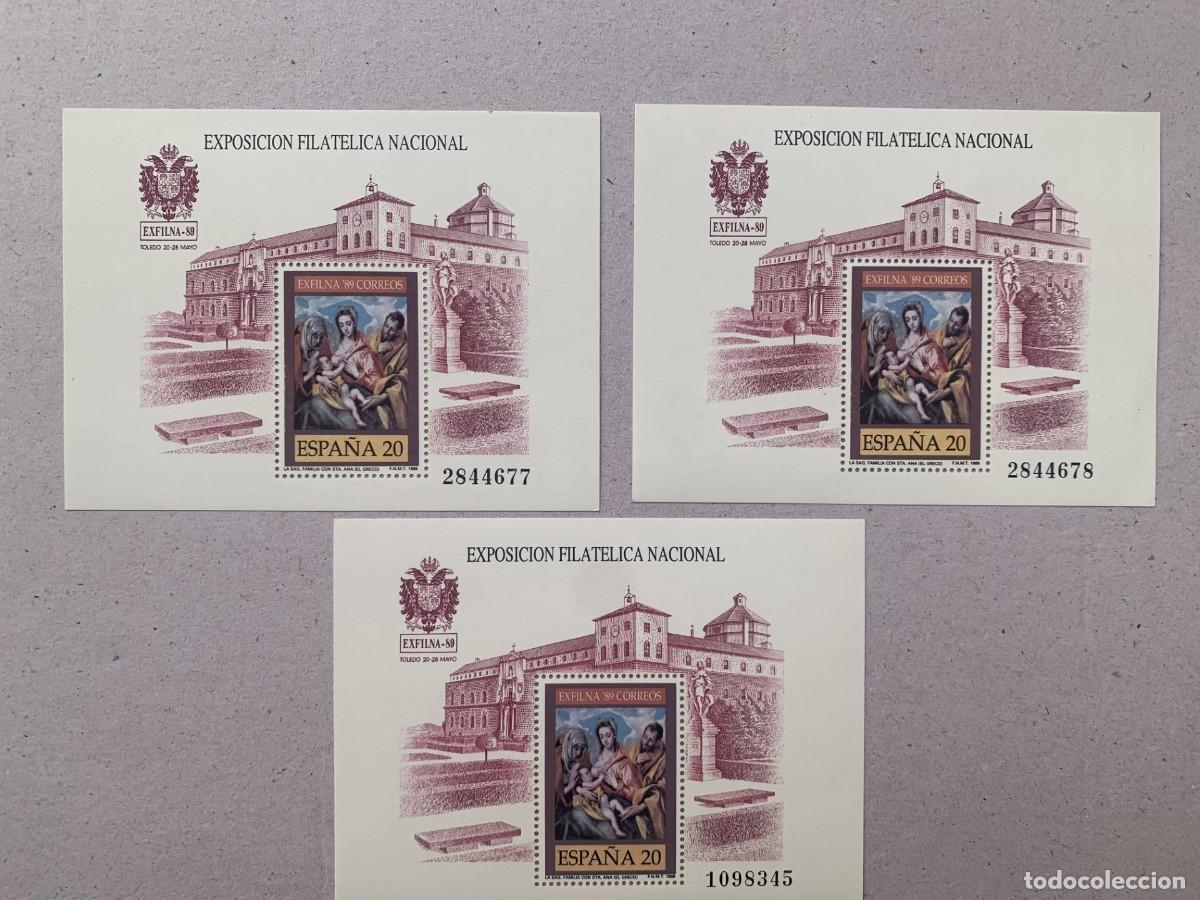 EXPOSICION FILATELICA NACIONAL
EXFILNA-89
TOLEDO 20-28 MAYO
EXFILNA '89 CORREOS
ESPAÑA 20
LA SAG. FAMILIA CON STA. ANA (EL GRECO) F.N.M.T. 1989
2844677
EXPOSICION FILATELICA NACIONAL
EXFILNA-89
TOLEDO 20-28 MAYO
EXFILNA '89 CORREOS
ESPAÑA 20
LA SAG. FAMILIA CON STA. ANA (EL GRECO) F.N.M.T. 1989
2844678
EXPOSICION FILATELICA NACIONAL
EXFILNA-89
TOLEDO 20-28 MAYO
EXFILNA '89 CORREOS
ESPAÑA 20
LA SAG. FAMILIA CON STA. ANA (EL GRECO) F.N.M.T. 1989
1098345
todocoleccion